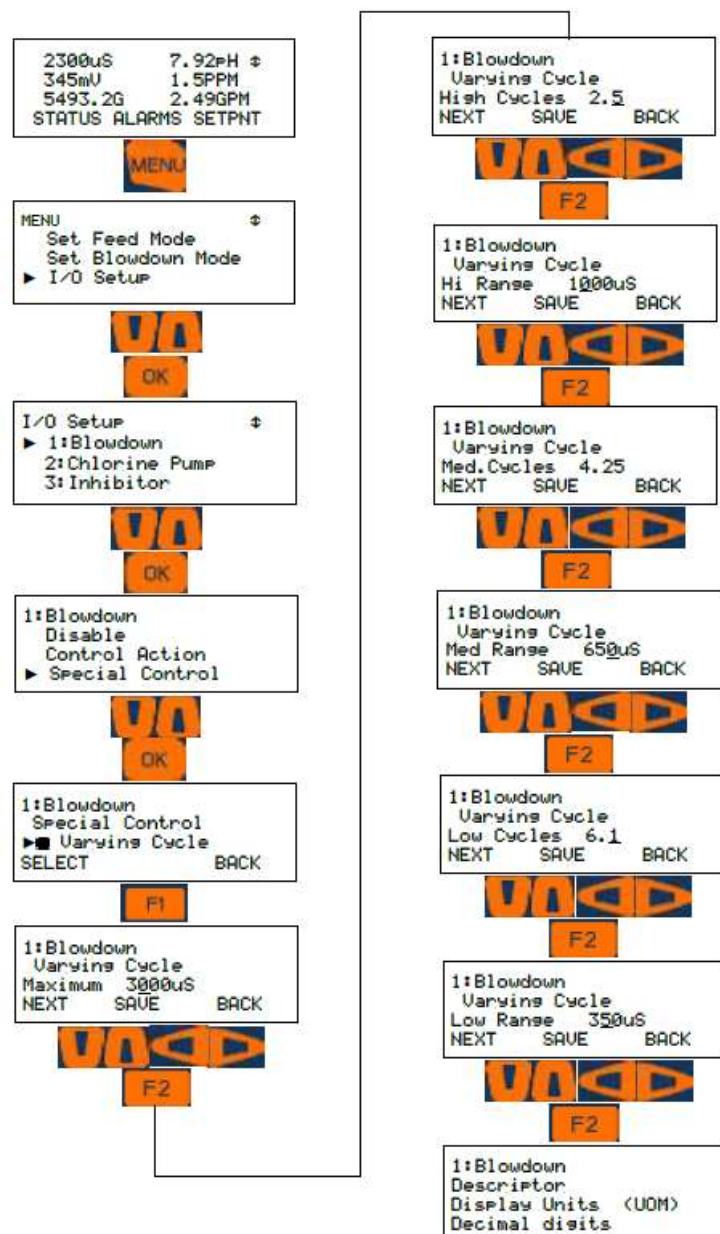 2300uS 7.92pH ⇕
345mV 1.5PPM
5493.2G 2.49GPM
STATUS ALARMS SETPNT
MENU
MENU ⇕
Set Feed Mode
Set Blowdown Mode
► I/O Setup
OK
I/O Setup ⇕
► 1:Blowdown
2:Chlorine Pump
3:Inhibitor
OK
1:Blowdown
Disable
Control Action
► Special Control
OK
1:Blowdown
Special Control
►■ Varying Cycle
SELECT BACK
F1
1:Blowdown
Varying Cycle
Maximum 3000uS
NEXT SAVE BACK
F2
1:Blowdown
Varying Cycle
High Cycles 2.5
NEXT SAVE BACK
F2
1:Blowdown
Varying Cycle
Hi Range 1000uS
NEXT SAVE BACK
F2
1:Blowdown
Varying Cycle
Med.Cycles 4.25
NEXT SAVE BACK
F2
1:Blowdown
Varying Cycle
Med Range 650uS
NEXT SAVE BACK
F2
1:Blowdown
Varying Cycle
Low Cycles 6.1
NEXT SAVE BACK
F2
1:Blowdown
Varying Cycle
Low Range 350uS
NEXT SAVE BACK
F2
1:Blowdown
Descriptor
Display Units (UOM)
Decimal digits